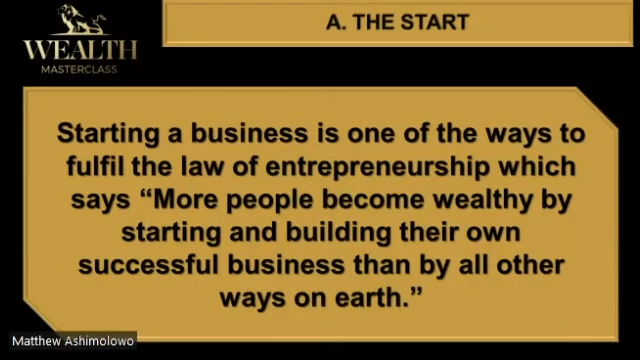 WEALTH
MASTERCLASS
A. THE START
Starting a business is one of the ways to
fulfil the law of entrepreneurship which
says “More people become wealthy by
starting and building their own
successful business than by all other
ways on earth.”
Matthew Ashimolowo